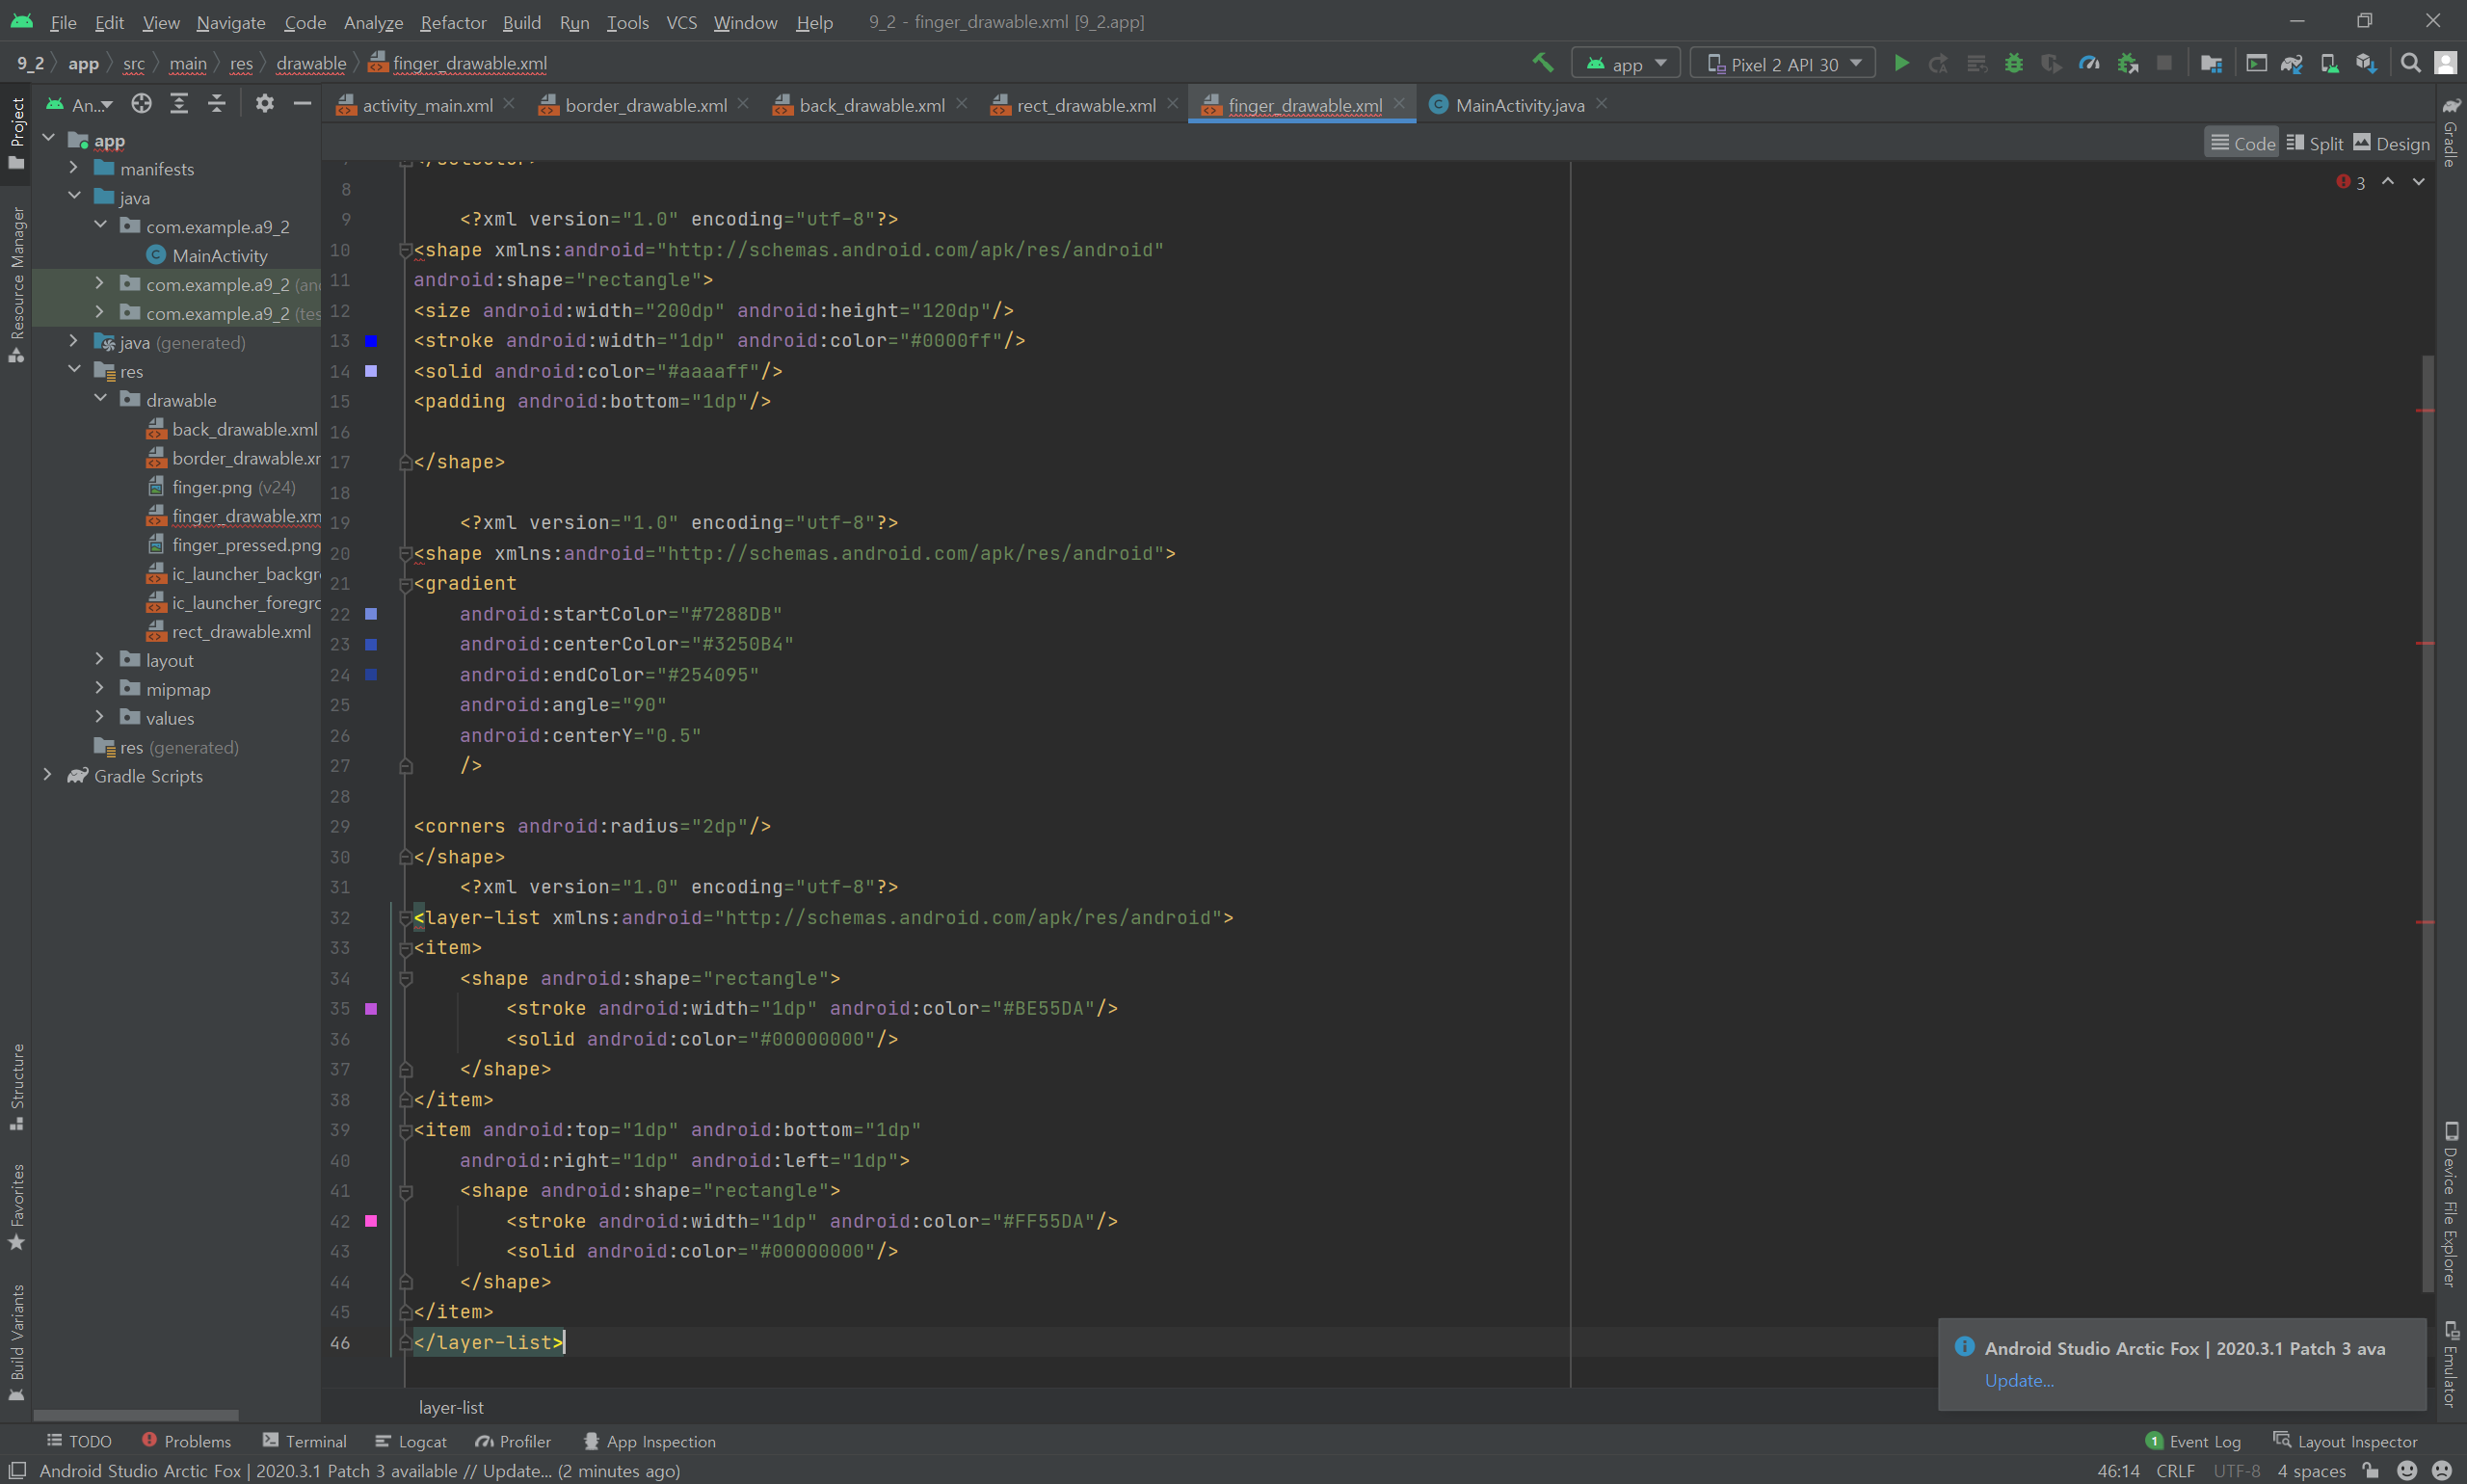 File Edit View Navigate Code Analyze Refactor Build Run Tools VCS Window Help 9_2 - finger_drawable.xml [9_2.app]
9_2 app src main res drawable finger_drawable.xml app Pixel 2 API 30
An... activity_main.xml border_drawable.xml back_drawable.xml rect_drawable.xml finger_drawable.xml MainActivity.java
Code Split Design
3
Project
Resource Manager
Structure
Favorites
Build Variants
app
manifests
java
com.example.a9_2
MainActivity
com.example.a9_2 (an
com.example.a9_2 (tes
java (generated)
res
drawable
back_drawable.xml
border_drawable.xr
finger.png (v24)
finger_drawable.xm
finger_pressed.png
ic_launcher_backgr
ic_launcher_foregro
rect_drawable.xml
layout
mipmap
values
res (generated)
Gradle Scripts
8
9 <?xml version="1.0" encoding="utf-8"?>
10 <shape xmlns:android="http://schemas.android.com/apk/res/android"
11 android:shape="rectangle">
12 <size android:width="200dp" android:height="120dp"/>
13 <stroke android:width="1dp" android:color="#0000ff"/>
14 <solid android:color="#aaaaff"/>
15 <padding android:bottom="1dp"/>
16
17 </shape>
18
19 <?xml version="1.0" encoding="utf-8"?>
20 <shape xmlns:android="http://schemas.android.com/apk/res/android">
21 <gradient
22 android:startColor="#7288DB"
23 android:centerColor="#3250B4"
24 android:endColor="#254095"
25 android:angle="90"
26 android:centerY="0.5"
27 />
28
29 <corners android:radius="2dp"/>
30 </shape>
31 <?xml version="1.0" encoding="utf-8"?>
32 <layer-list xmlns:android="http://schemas.android.com/apk/res/android">
33 <item>
34 <shape android:shape="rectangle">
35 <stroke android:width="1dp" android:color="#BE55DA"/>
36 <solid android:color="#00000000"/>
37 </shape>
38 </item>
39 <item android:top="1dp" android:bottom="1dp"
40 android:right="1dp" android:left="1dp">
41 <shape android:shape="rectangle">
42 <stroke android:width="1dp" android:color="#FF55DA"/>
43 <solid android:color="#00000000"/>
44 </shape>
45 </item>
46 </layer-list>
layer-list
Gradle
Device File Explorer
Emulator
Android Studio Arctic Fox | 2020.3.1 Patch 3 ava
Update...
TODO Problems Terminal Logcat Profiler App Inspection 1 Event Log Layout Inspector
Android Studio Arctic Fox | 2020.3.1 Patch 3 available // Update... (2 minutes ago) 46:14 CRLF UTF-8 4 spaces